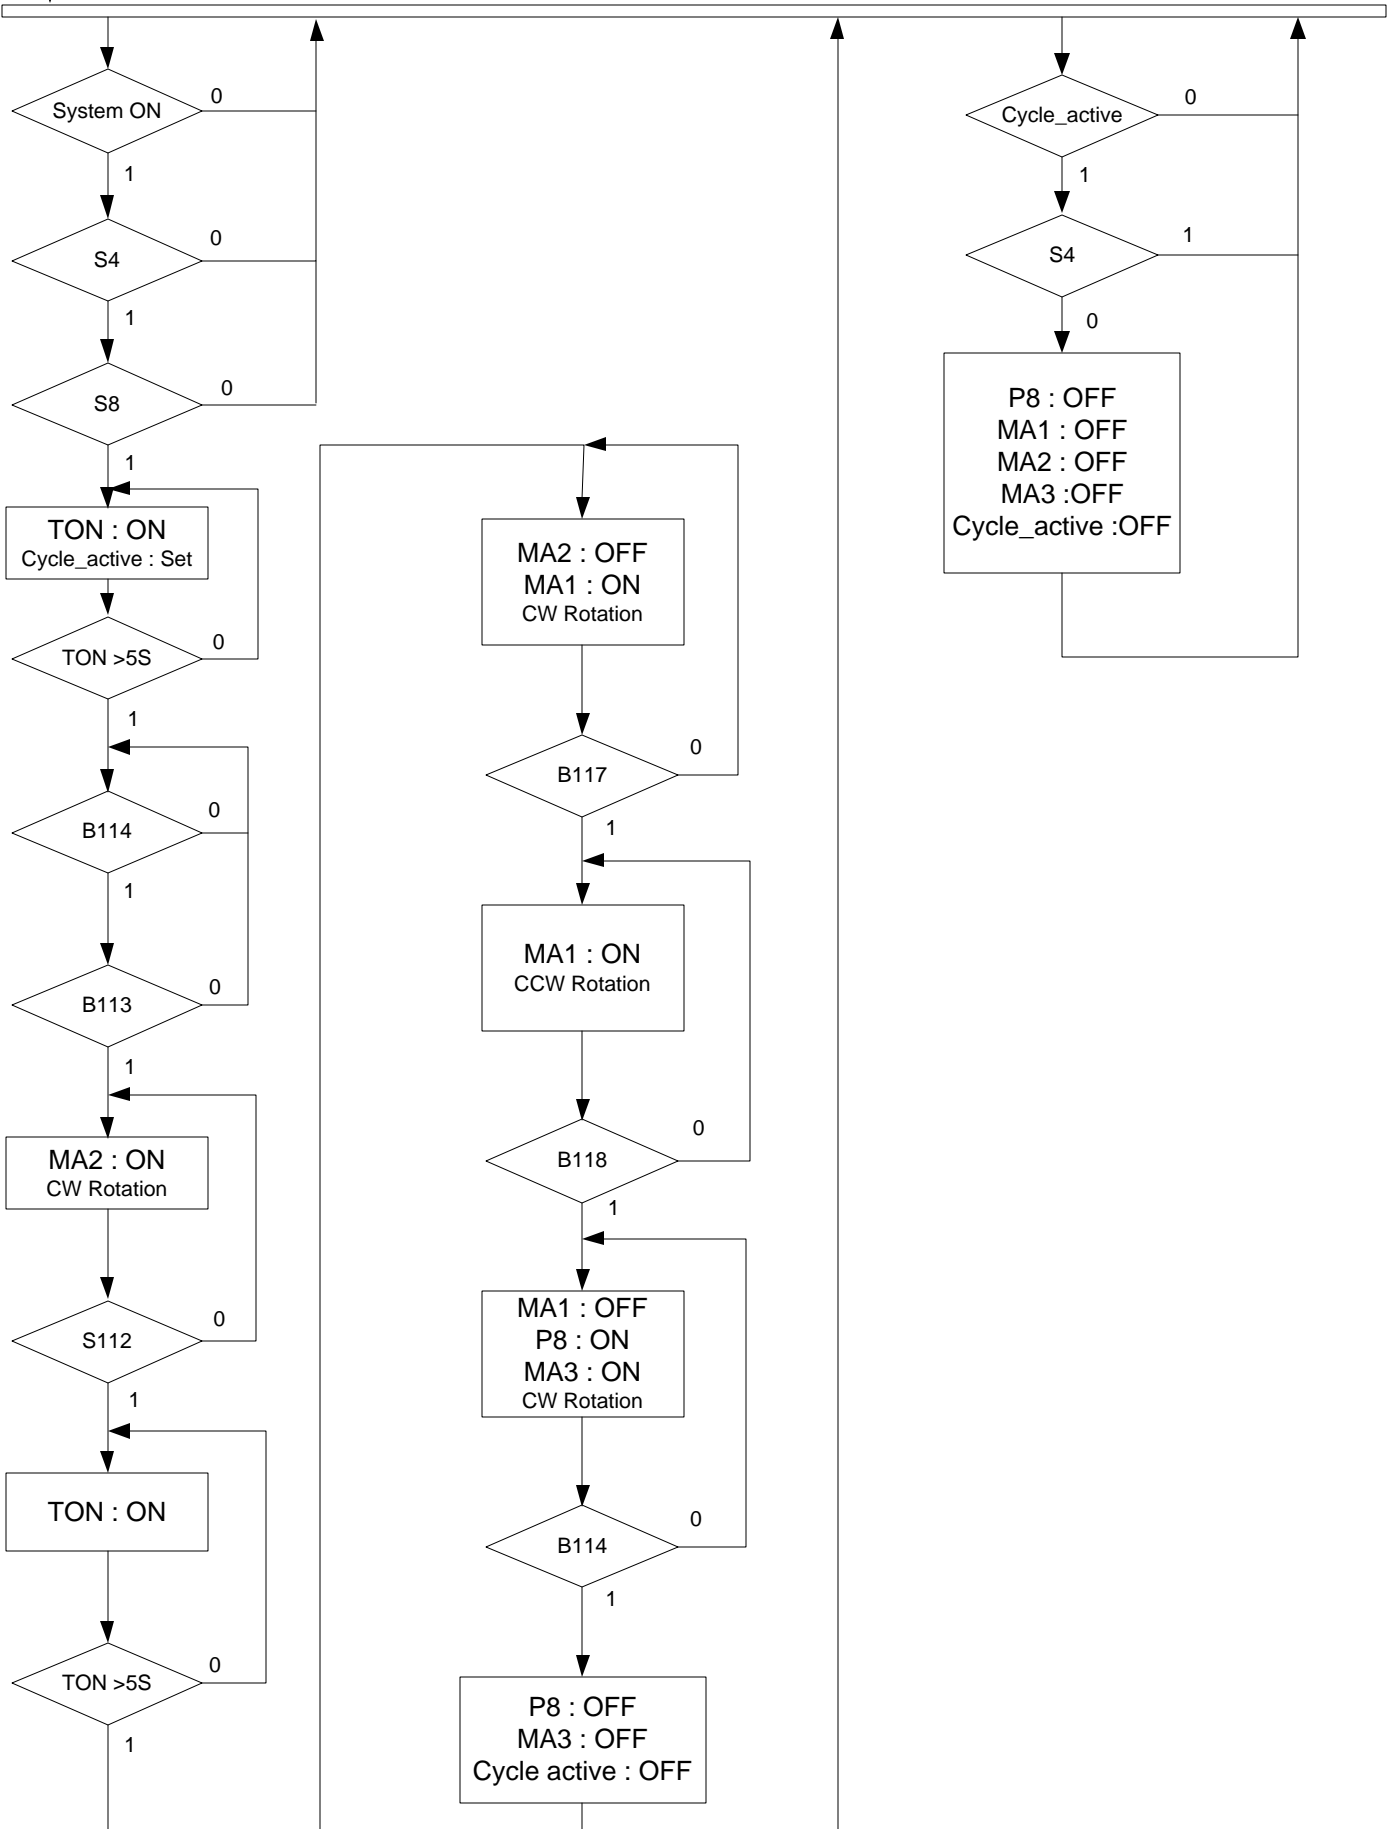 System ON
0
1
S4
0
1
S8
0
1
TON : ON
Cycle_active : Set
TON >5S
0
1
B114
0
1
B113
0
1
MA2 : ON
CW Rotation
S112
0
1
TON : ON
TON >5S
0
1
MA2 : OFF
MA1 : ON
CW Rotation
B117
0
1
MA1 : ON
CCW Rotation
B118
0
1
MA1 : OFF
P8 : ON
MA3 : ON
CW Rotation
B114
0
1
P8 : OFF
MA3 : OFF
Cycle active : OFF
Cycle_active
0
1
S4
1
0
P8 : OFF
MA1 : OFF
MA2 : OFF
MA3 :OFF
Cycle_active :OFF